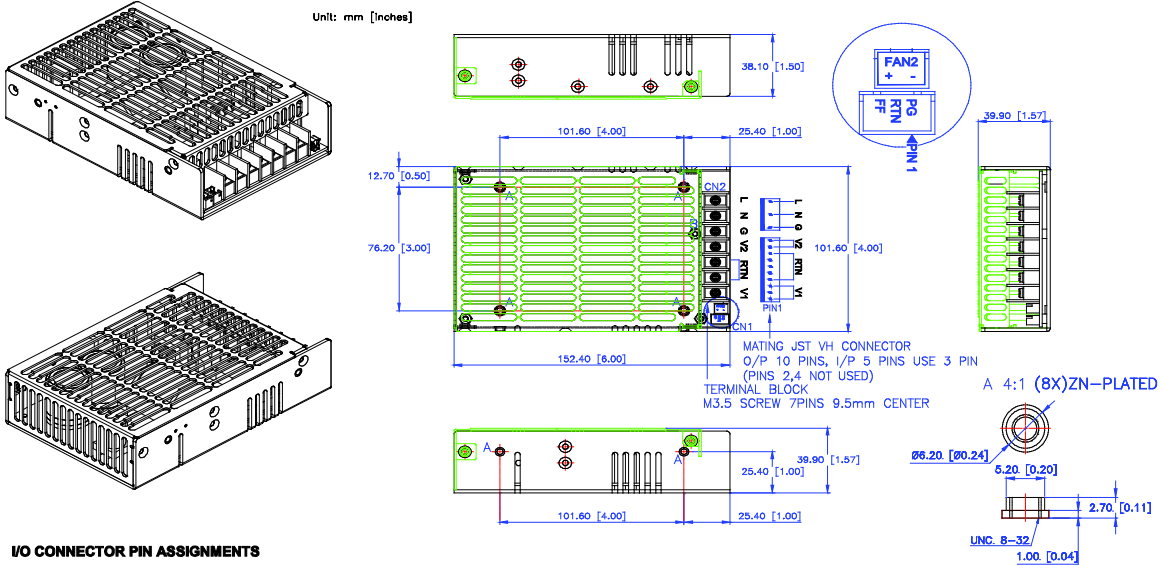 Unit: mm [inches]
38.10 [1.50]
FAN2
+ -
PG
RTN
FF
PIN 1
101.60 [4.00]
25.40 [1.00]
39.90 [1.57]
12.70 [0.50]
76.20 [3.00]
A
A
A
A
CN2
L
N
G
V2
RTN
V1
L
N
G
V2
RTN
V1
101.60 [4.00]
PIN1
CN1
152.40 [6.00]
MATING JST VH CONNECTOR
O/P 10 PINS, I/P 5 PINS USE 3 PIN
(PINS 2,4 NOT USED)
TERMINAL BLOCK
M3.5 SCREW 7PINS 9.5mm CENTER
A 4:1 (8X)ZN-PLATED
Ø6.20. [Ø0.24]
5.20. [0.20]
2.70. [0.11]
UNC. 8-32
1.00. [0.04]
A
A
39.90 [1.57]
25.40 [1.00]
101.60 [4.00]
25.40 [1.00]
I/O CONNECTOR PIN ASSIGNMENTS